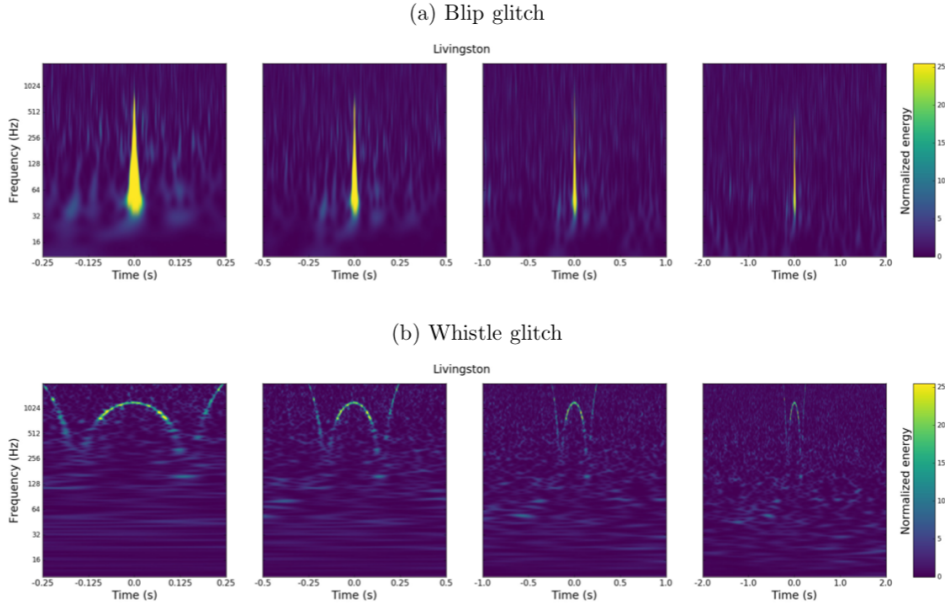 (a) Blip glitch
Livingston
Frequency (Hz)
1024
512
256
128
64
32
16
-0.25 -0.125 0.0 0.125 0.25
Time (s)
-0.5 -0.25 0.0 0.25 0.5
Time (s)
-1.0 -0.5 0.0 0.5 1.0
Time (s)
-2.0 -1.0 0.0 1.0 2.0
Time (s)
Normalized energy
25
20
15
10
5
0
(b) Whistle glitch
Livingston
Frequency (Hz)
1024
512
256
128
64
32
16
-0.25 -0.125 0.0 0.125 0.25
Time (s)
-0.5 -0.25 0.0 0.25 0.5
Time (s)
-1.0 -0.5 0.0 0.5 1.0
Time (s)
-2.0 -1.0 0.0 1.0 2.0
Time (s)
Normalized energy
25
20
15
10
5
0